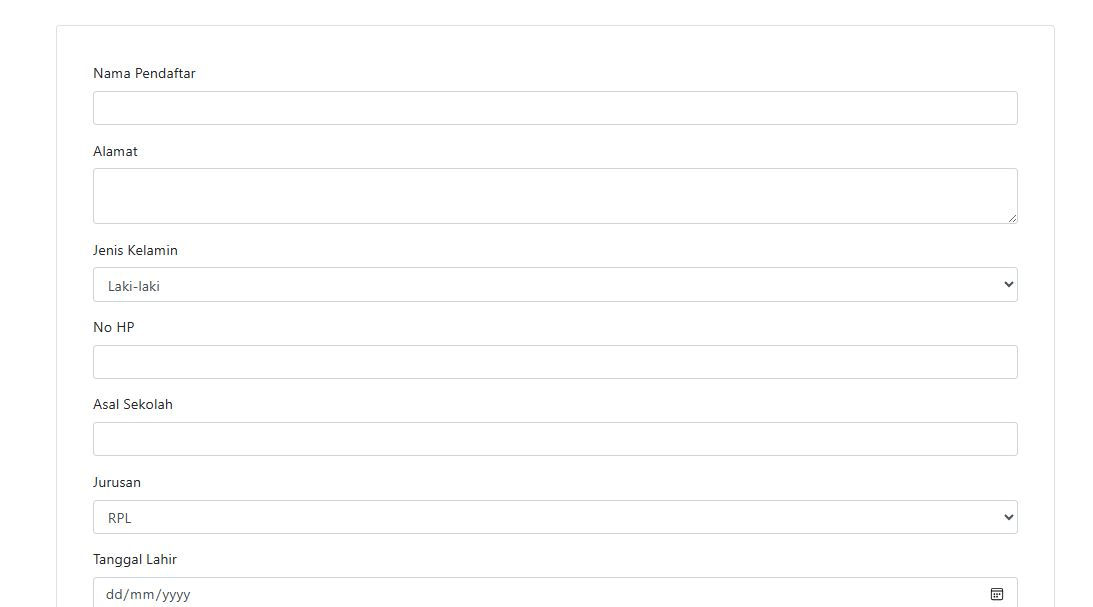 Nama Pendaftar
Alamat
Jenis Kelamin
Laki-laki
No HP
Asal Sekolah
Jurusan
RPL
Tanggal Lahir
dd/mm/yyyy